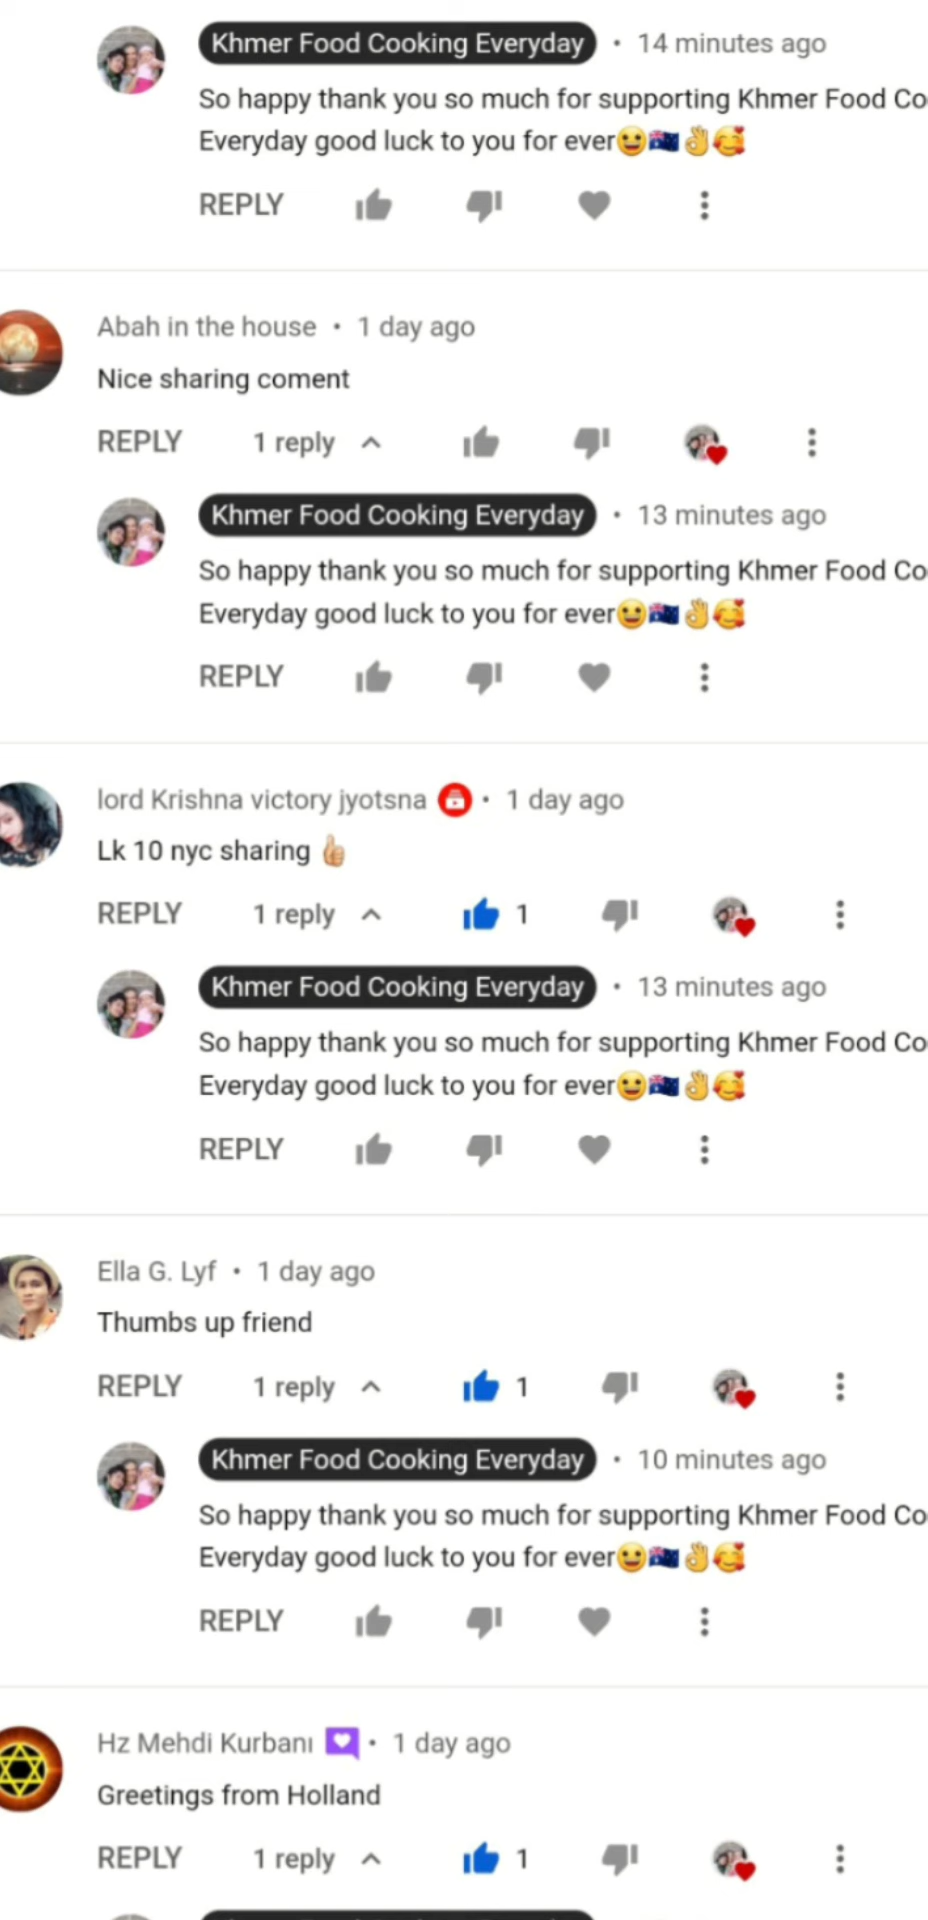 Khmer Food Cooking Everyday • 14 minutes ago
So happy thank you so much for supporting Khmer Food Co
Everyday good luck to you for ever😀🇦🇺👌🥰
REPLY
Abah in the house • 1 day ago
Nice sharing coment
REPLY 1 reply
Khmer Food Cooking Everyday • 13 minutes ago
So happy thank you so much for supporting Khmer Food Co
Everyday good luck to you for ever😀🇦🇺👌🥰
REPLY
lord Krishna victory jyotsna • 1 day ago
Lk 10 nyc sharing 👍🏼
REPLY 1 reply 1
Khmer Food Cooking Everyday • 13 minutes ago
So happy thank you so much for supporting Khmer Food Co
Everyday good luck to you for ever😀🇦🇺👌🥰
REPLY
Ella G. Lyf • 1 day ago
Thumbs up friend
REPLY 1 reply 1
Khmer Food Cooking Everyday • 10 minutes ago
So happy thank you so much for supporting Khmer Food Co
Everyday good luck to you for ever😀🇦🇺👌🥰
REPLY
Hz Mehdi Kurbanı • 1 day ago
Greetings from Holland
REPLY 1 reply 1